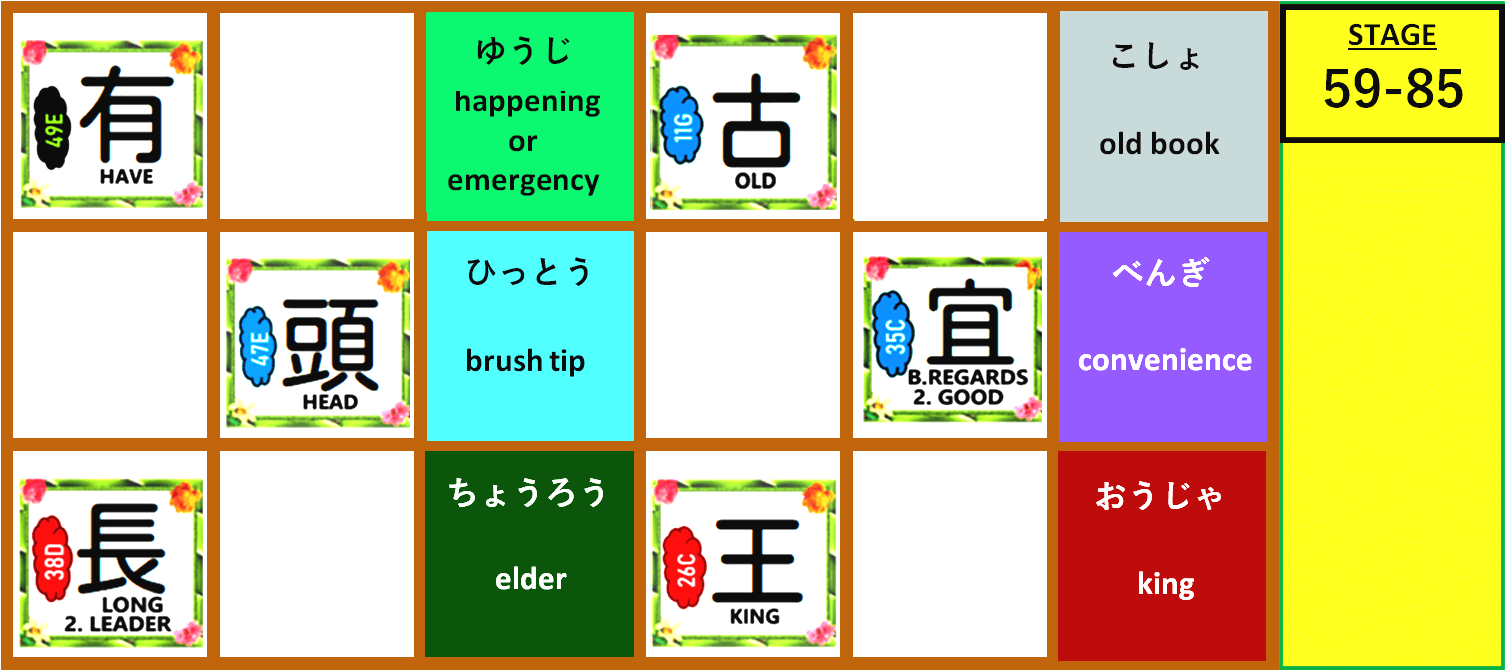 49E
有
HAVE
ゆうじ
happening
or
emergency
11G
古
OLD
こしょ
old book
STAGE
59-85
47E
頭
HEAD
ひっとう
brush tip
35C
宜
B.REGARDS
2. GOOD
べんぎ
convenience
38D
長
LONG
2. LEADER
ちょうろう
elder
26C
王
KING
おうじゃ
king